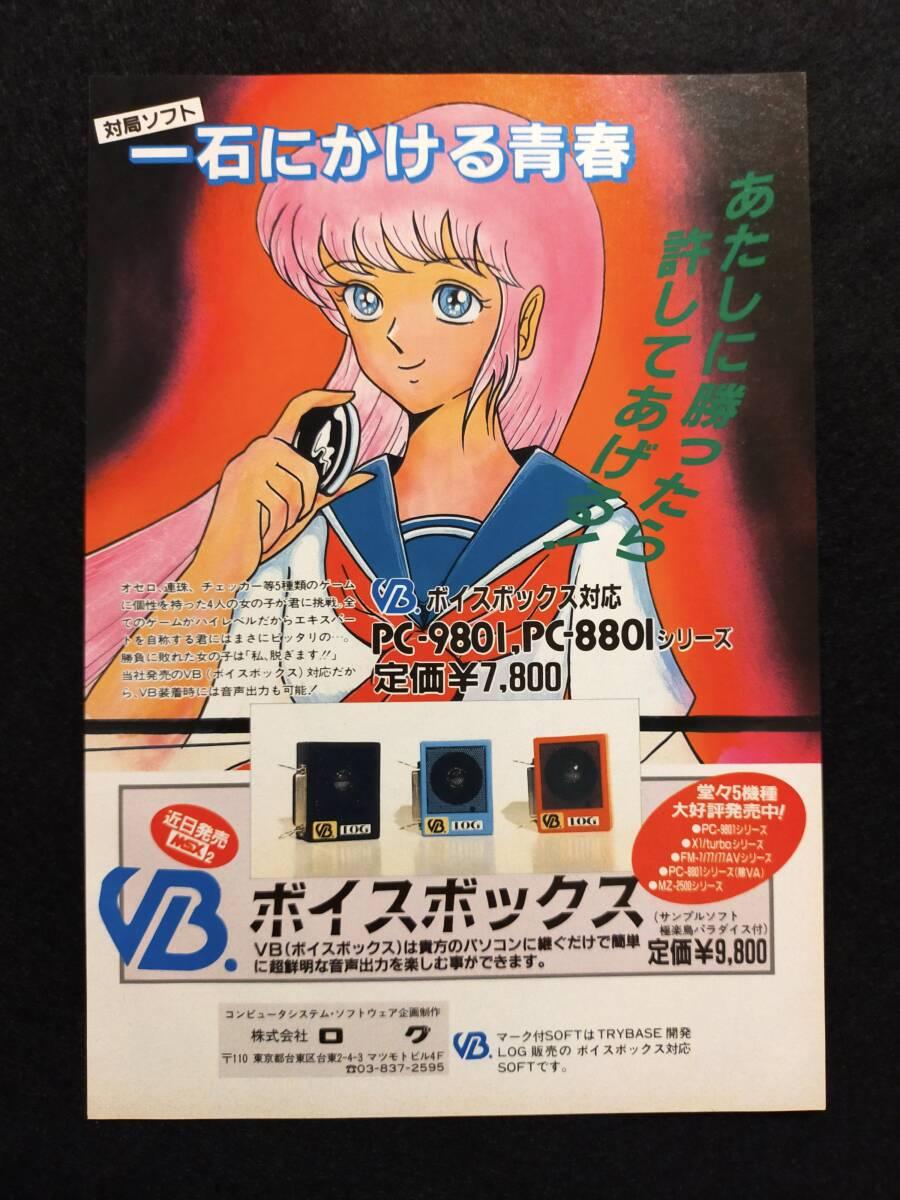 対局ソフト
一石にかける青春
あたしに勝ったら
許してあげる!
オセロ、連珠、チェッカー等5種類のゲーム
に個性を持った4人の女の子が君に挑戦。全
てのゲームがハイレベルだからエキスパー
トを自称する君にはまさにピッタリの…。
勝負に敗れた女の子は「私、脱ぎます!!」
当社発売のVB(ボイスボックス)対応だか
ら、VB装着時には音声出力も可能!
VB. ボイスボックス対応
PC-9801,PC-8801シリーズ
定価¥7,800
VB. LOG
VB. LOG
VB. LOG
近日発売
MSX2
堂々5機種
大好評発売中!
●PC-9801シリーズ
●X1/turboシリーズ
●FM-7/77/77AVシリーズ
●PC-8801シリーズ(除VA)
●MZ-2500シリーズ
VB.
ボイスボックス
(サンプルソフト
極楽鳥パラダイス付)
VB(ボイスボックス)は貴方のパソコンに継ぐだけで簡単
に超鮮明な音声出力を楽しむ事ができます。
定価¥9,800
コンピュータシステム・ソフトウェア企画制作
株式会社 ログ
〒110 東京都台東区台東2-4-3 マツモトビル4F
☎03-837-2595
VB. マーク付SOFTはTRYBASE開発
LOG販売の ボイスボックス対応
SOFTです。